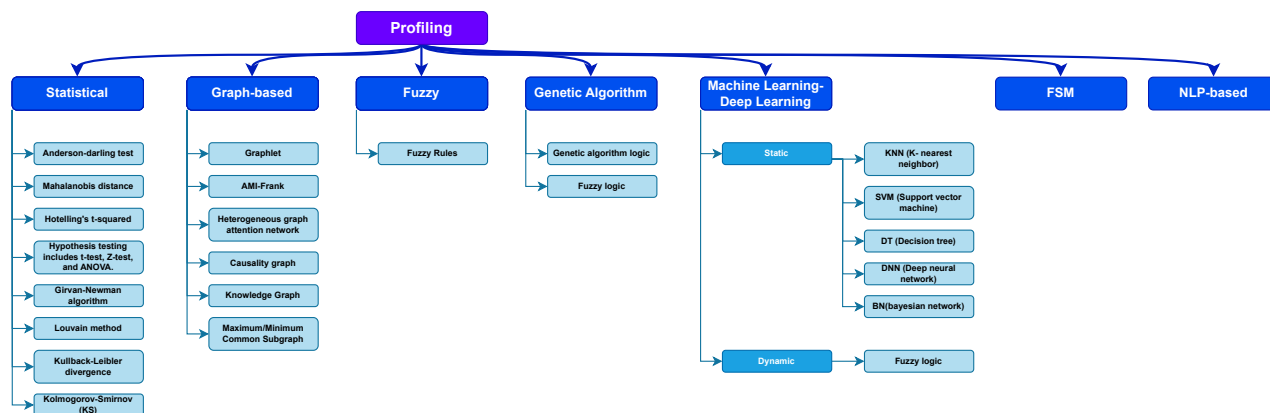 Profiling
Statistical
Graph-based
Fuzzy
Genetic Algorithm
Machine Learning-
Deep Learning
FSM
NLP-based
Anderson-darling test
Mahalanobis distance
Hotelling's t-squared
Hypothesis testing
includes t-test, Z-test,
and ANOVA.
Girvan-Newman
algorithm
Louvain method
Kullback-Leibler
divergence
Kolmogorov-Smirnov
(KS)
Graphlet
AMI-Frank
Heterogeneous graph
attention network
Causality graph
Knowledge Graph
Maximum/Minimum
Common Subgraph
Fuzzy Rules
Genetic algorithm logic
Fuzzy logic
Static
KNN (K- nearest
neighbor)
SVM (Support vector
machine)
DT (Decision tree)
DNN (Deep neural
network)
BN(bayesian network)
Dynamic
Fuzzy logic